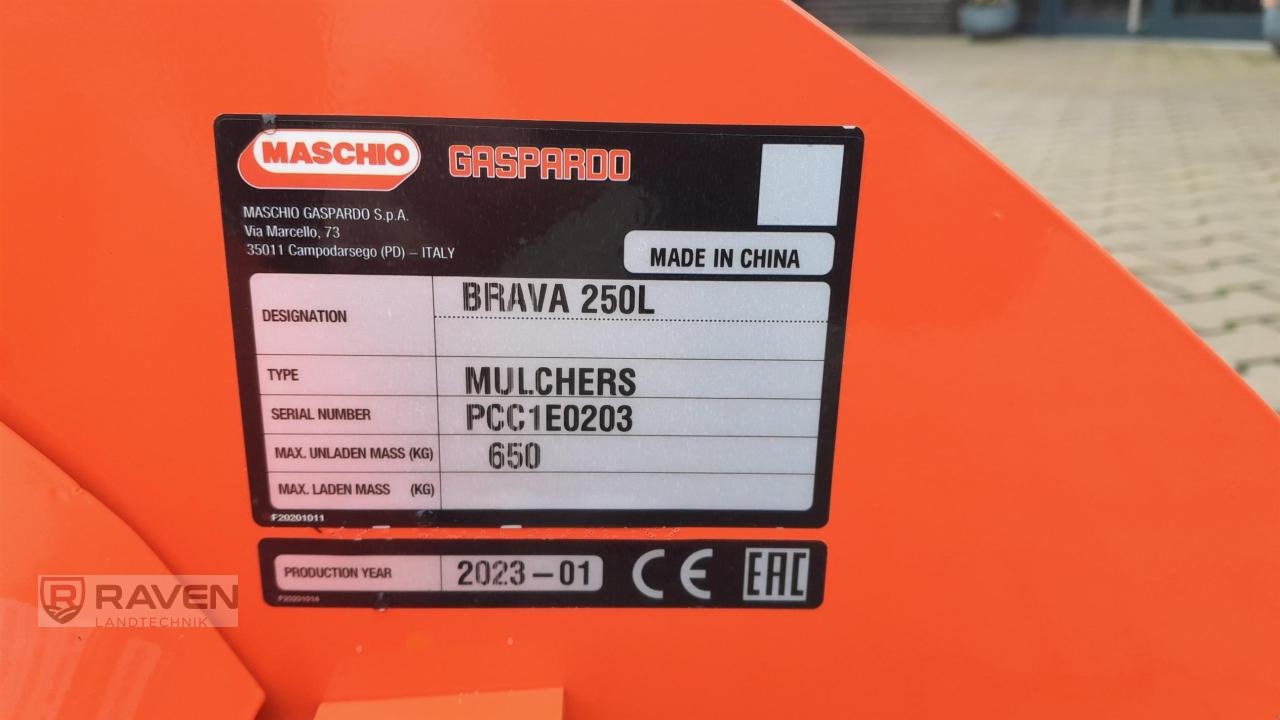 MASCHIO GASPARDO
MASCHIO GASPARDO S.p.A.
Via Marcello, 73
35011 Campodarsego (PD) – ITALY
MADE IN CHINA
DESIGNATION BRAVA 250L
TYPE MULCHERS
SERIAL NUMBER PCC1E0203
MAX. UNLADEN MASS (KG) 650
MAX. LADEN MASS (KG)
F20201011
PRODUCTION YEAR 2023-01 CE EAC
F20201014
R RAVEN
LANDTECHNIK